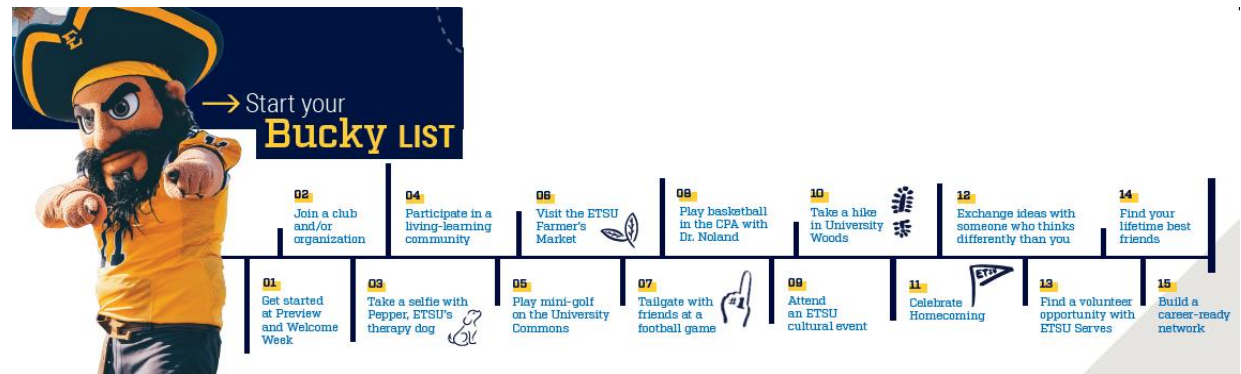 Start your
Bucky LIST
01
Get started
at Preview
and Welcome
Week
02
Join a club
and/or
organization
03
Take a selfie with
Pepper, ETSU's
therapy dog
04
Participate in a
living-learning
community
05
Play mini-golf
on the University
Commons
06
Visit the ETSU
Farmer's
Market
07
Tailgate with
friends at a
football game
#1
08
Play basketball
in the CPA with
Dr. Noland
09
Attend
an ETSU
cultural event
10
Take a hike
in University
Woods
11
Celebrate
Homecoming
ETSU
12
Exchange ideas with
someone who thinks
differently than you
13
Find a volunteer
opportunity with
ETSU Serves
14
Find your
lifetime best
friends
15
Build a
career-ready
network